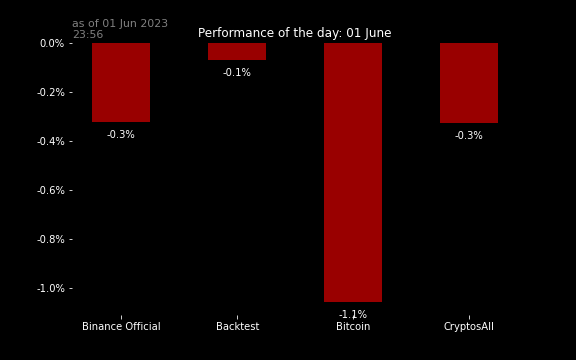 as of 01 Jun 2023
23:56
Performance of the day: 01 June
0.0%
-0.2%
-0.4%
-0.6%
-0.8%
-1.0%
-0.3%
-0.1%
-1.1%
-0.3%
Binance Official
Backtest
Bitcoin
CryptosAll